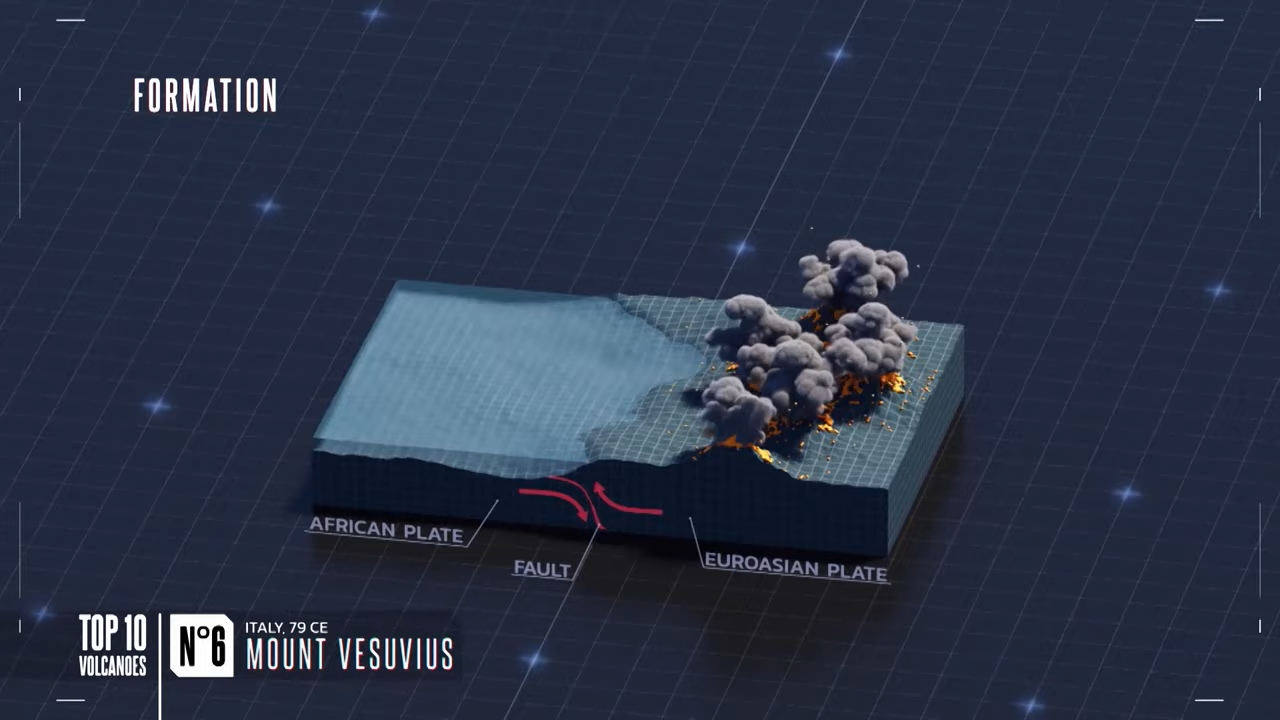 FORMATION
AFRICAN PLATE
FAULT
EUROASIAN PLATE
TOP 10
VOLCANOES
N°6
ITALY, 79 CE
MOUNT VESUVIUS